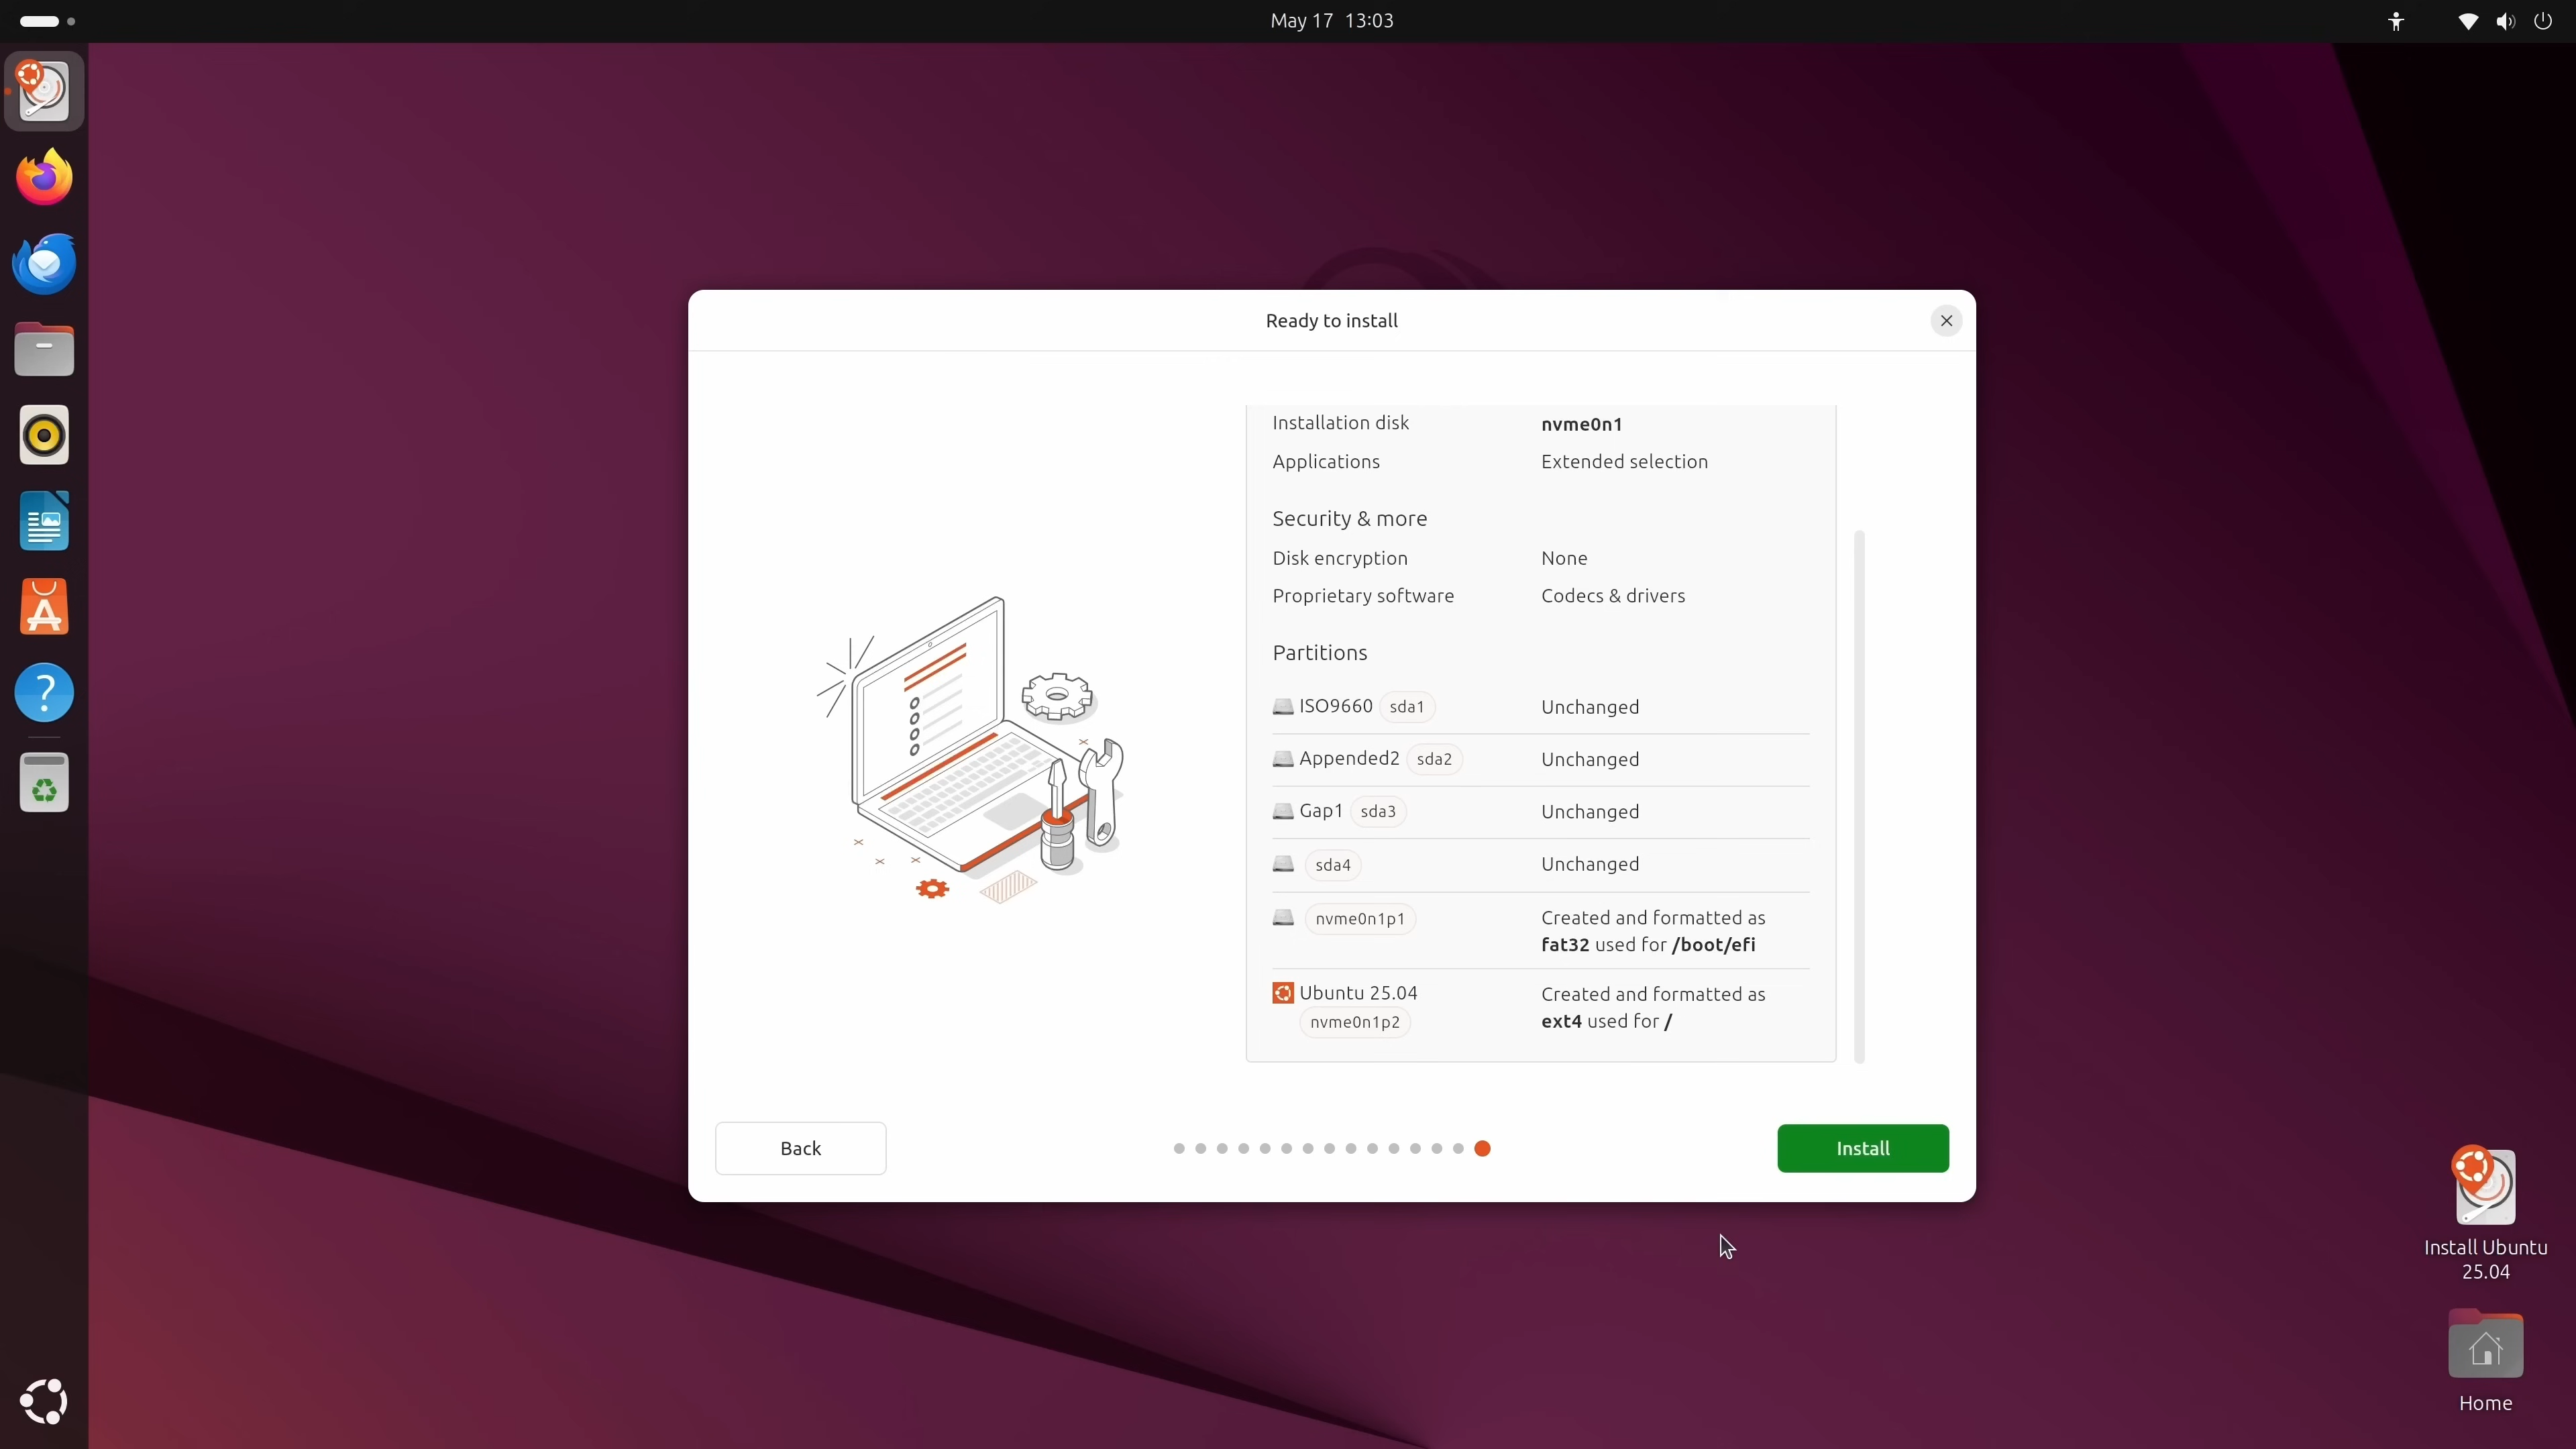 May 17 13:03
Ready to install
Installation disk nvme0n1
Applications Extended selection
Security & more
Disk encryption None
Proprietary software Codecs & drivers
Partitions
ISO9660 sda1 Unchanged
Appended2 sda2 Unchanged
Gap1 sda3 Unchanged
sda4 Unchanged
nvme0n1p1 Created and formatted as
fat32 used for /boot/efi
Ubuntu 25.04 Created and formatted as
nvme0n1p2 ext4 used for /
Back
Install
Install Ubuntu
25.04
Home